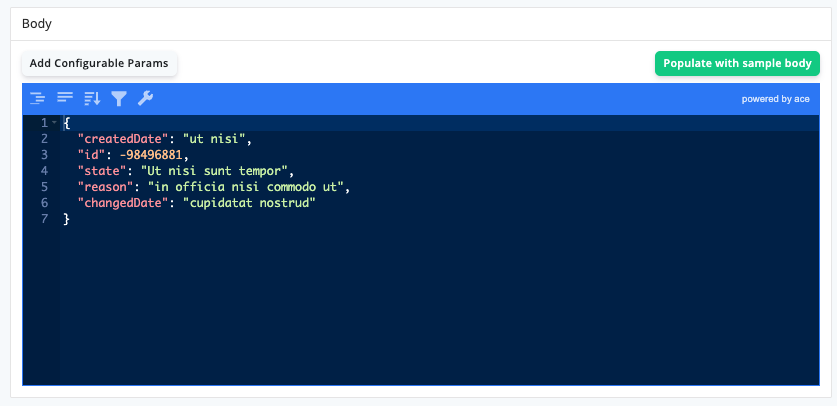 Body
Add Configurable Params
Populate with sample body
powered by ace
1 {
2 "createdDate": "ut nisi",
3 "id": -98496881,
4 "state": "Ut nisi sunt tempor",
5 "reason": "in officia nisi commodo ut",
6 "changedDate": "cupidatat nostrud"
7 }